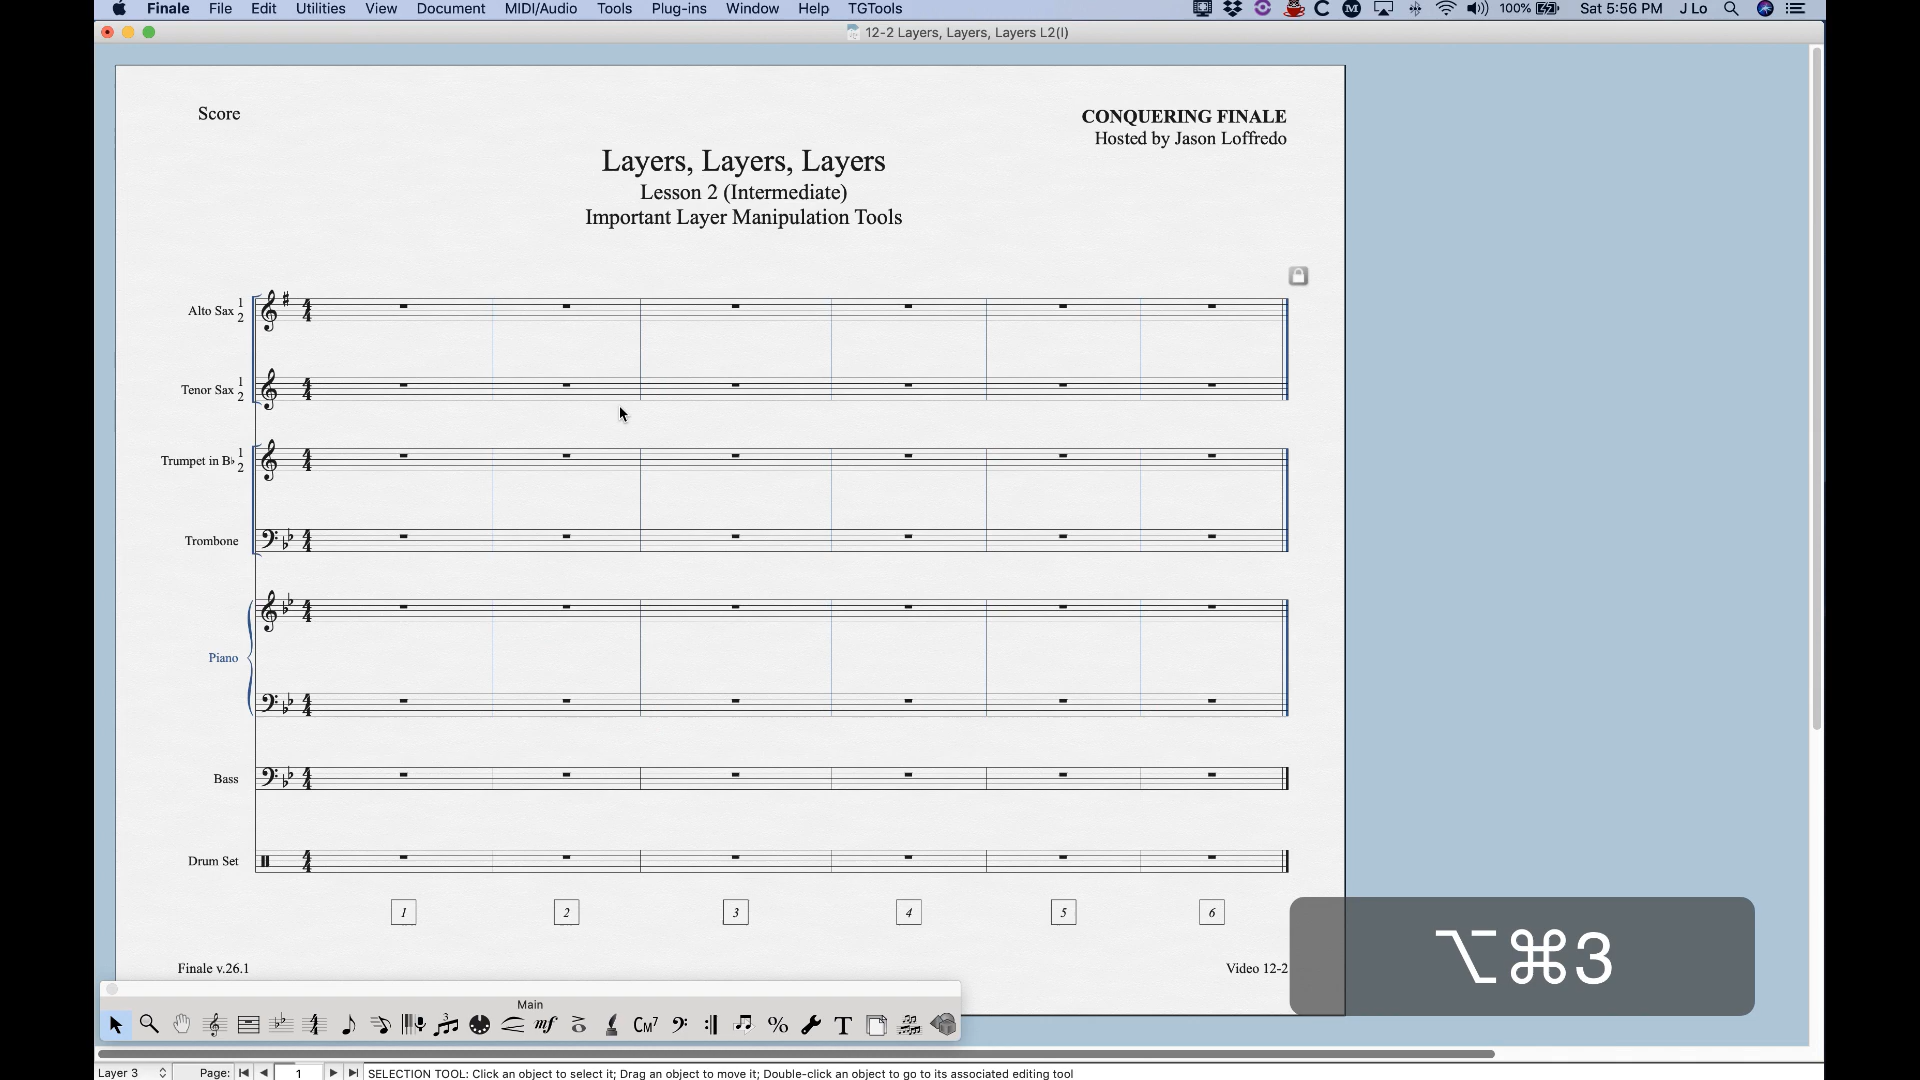 Finale File Edit Utilities View Document MIDI/Audio Tools Plug-ins Window Help TGTools 100% Sat 5:56 PM J Lo
12-2 Layers, Layers, Layers L2(I)
Score
CONQUERING FINALE
Hosted by Jason Loffredo
Layers, Layers, Layers
Lesson 2 (Intermediate)
Important Layer Manipulation Tools
Alto Sax 1 2
Tenor Sax 1 2
Trumpet in B♭ 1 2
Trombone
Piano
Bass
Drum Set
1 2 3 4 5 6
⌥⌘3
Finale v.26.1
Video 12-2
Main
mf CM7 % T
Layer 3 Page: 1 SELECTION TOOL: Click an object to select it; Drag an object to move it; Double-click an object to go to its associated editing tool